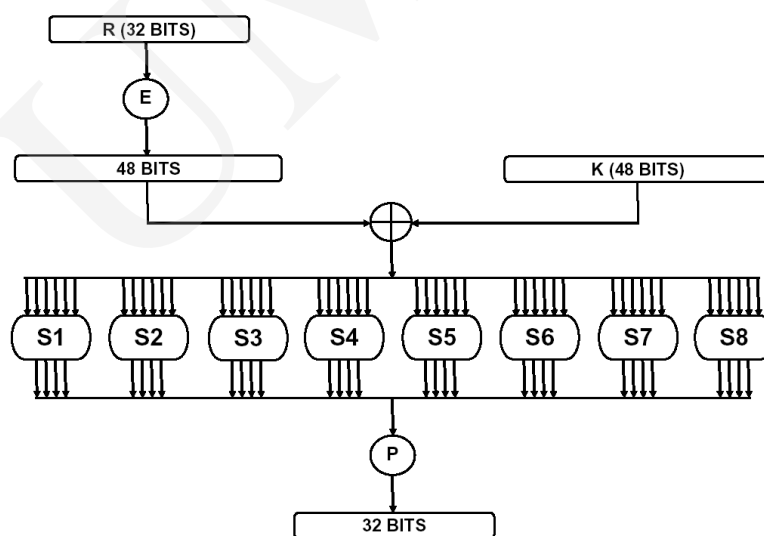 R (32 BITS)
E
48 BITS
K (48 BITS)
S1 S2 S3 S4 S5 S6 S7 S8
P
32 BITS